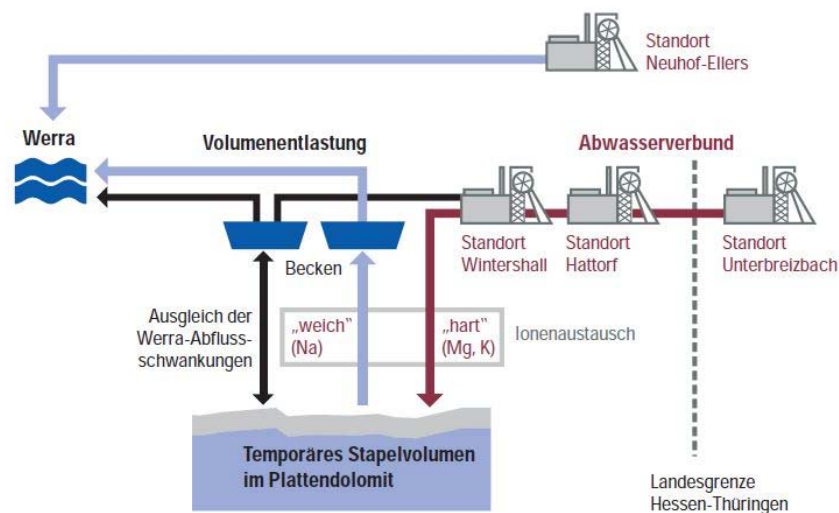 Standort
Neuhof-Ellers
Werra
Volumenentlastung
Abwasserverbund
Standort
Wintershall
Standort
Hattorf
Standort
Unterbreizbach
Becken
Ausgleich der
Werra-Abfluss-
schwankungen
„weich“
(Na)
„hart“
(Mg, K)
Ionenaustausch
Temporäres Stapelvolumen
im Plattendolomit
Landesgrenze
Hessen-Thüringen